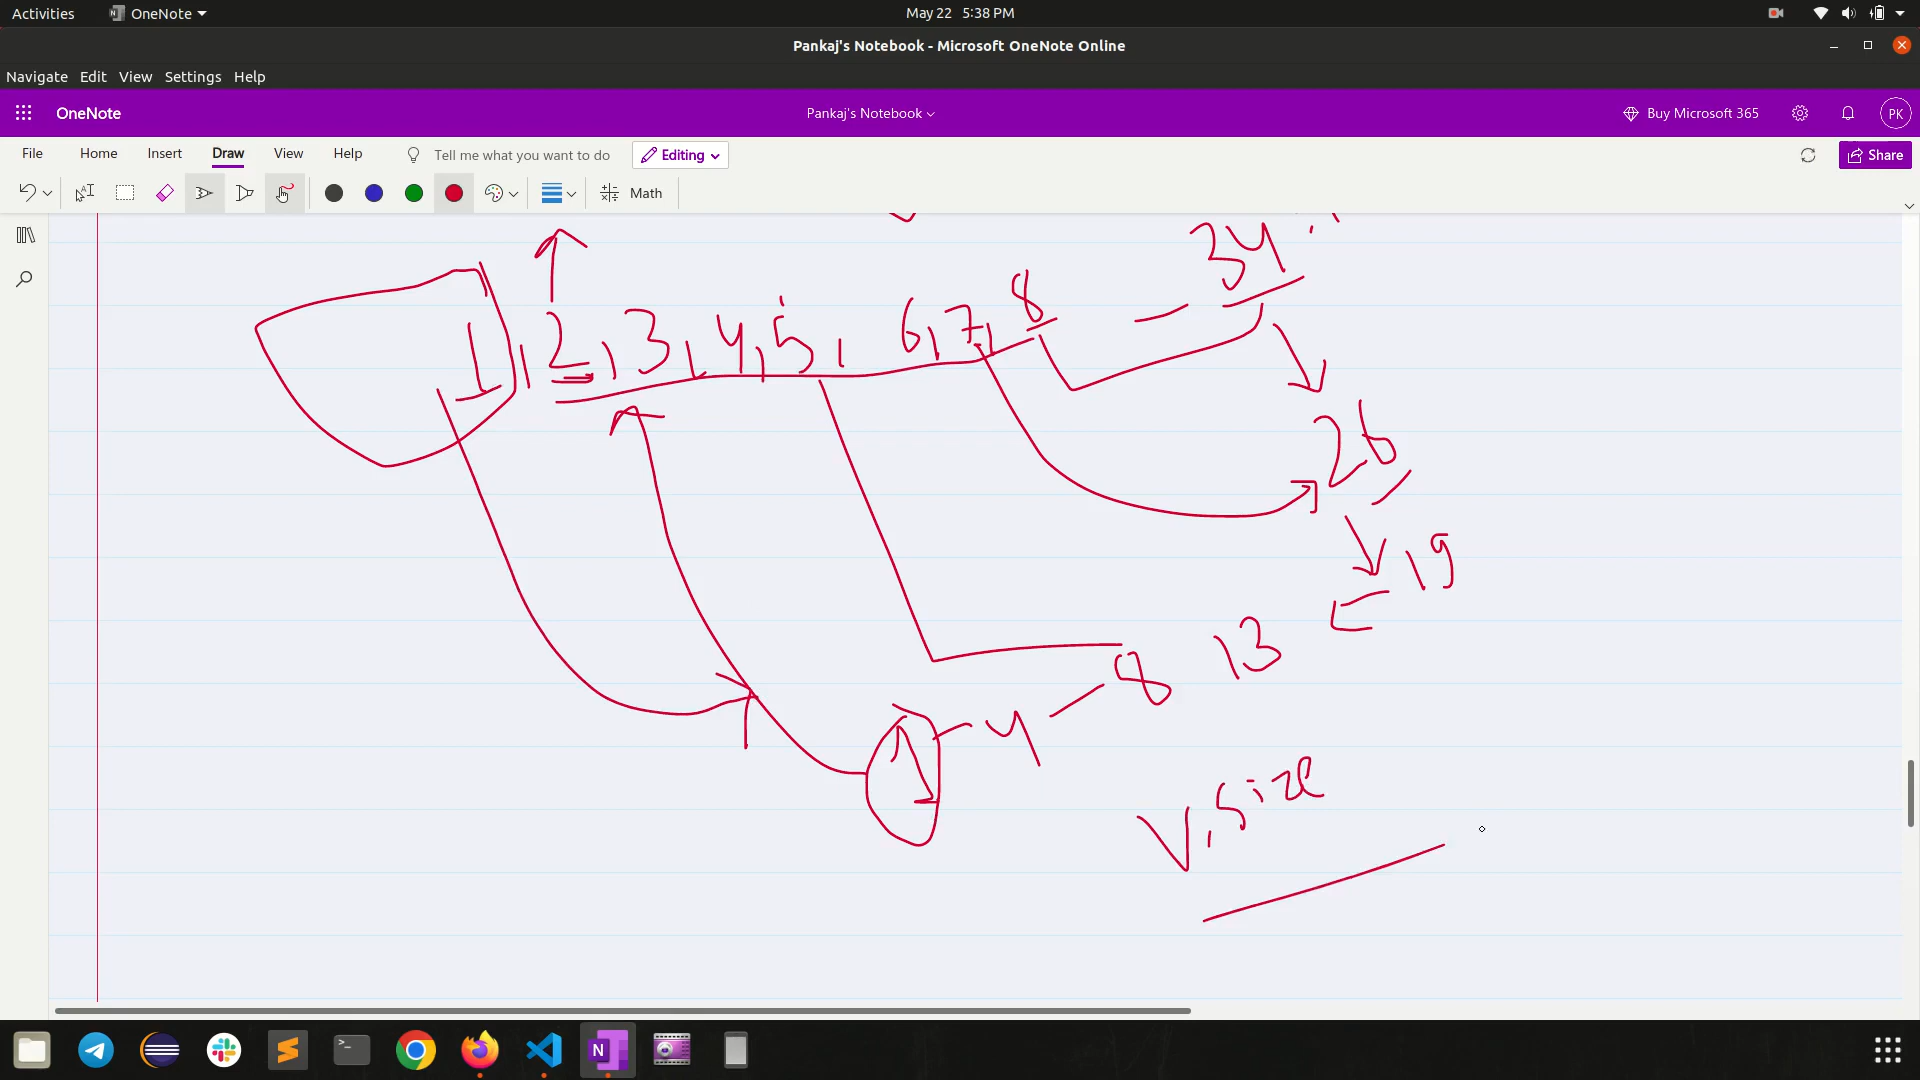 Activities
OneNote
May 22 5:38 PM
Pankaj's Notebook - Microsoft OneNote Online
Navigate Edit View Settings Help
OneNote
Pankaj's Notebook
Buy Microsoft 365
PK
File Home Insert Draw View Help
Tell me what you want to do
Editing
Share
Math
34
1, 2, 3, 4, 5, 6, 7, 8
26
19
13
8
4
1
V.Size